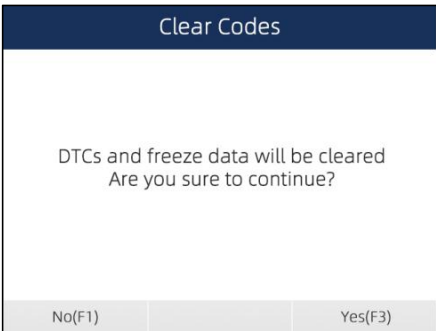 Clear Codes
DTCs and freeze data will be cleared
Are you sure to continue?
No(F1)
Yes(F3)